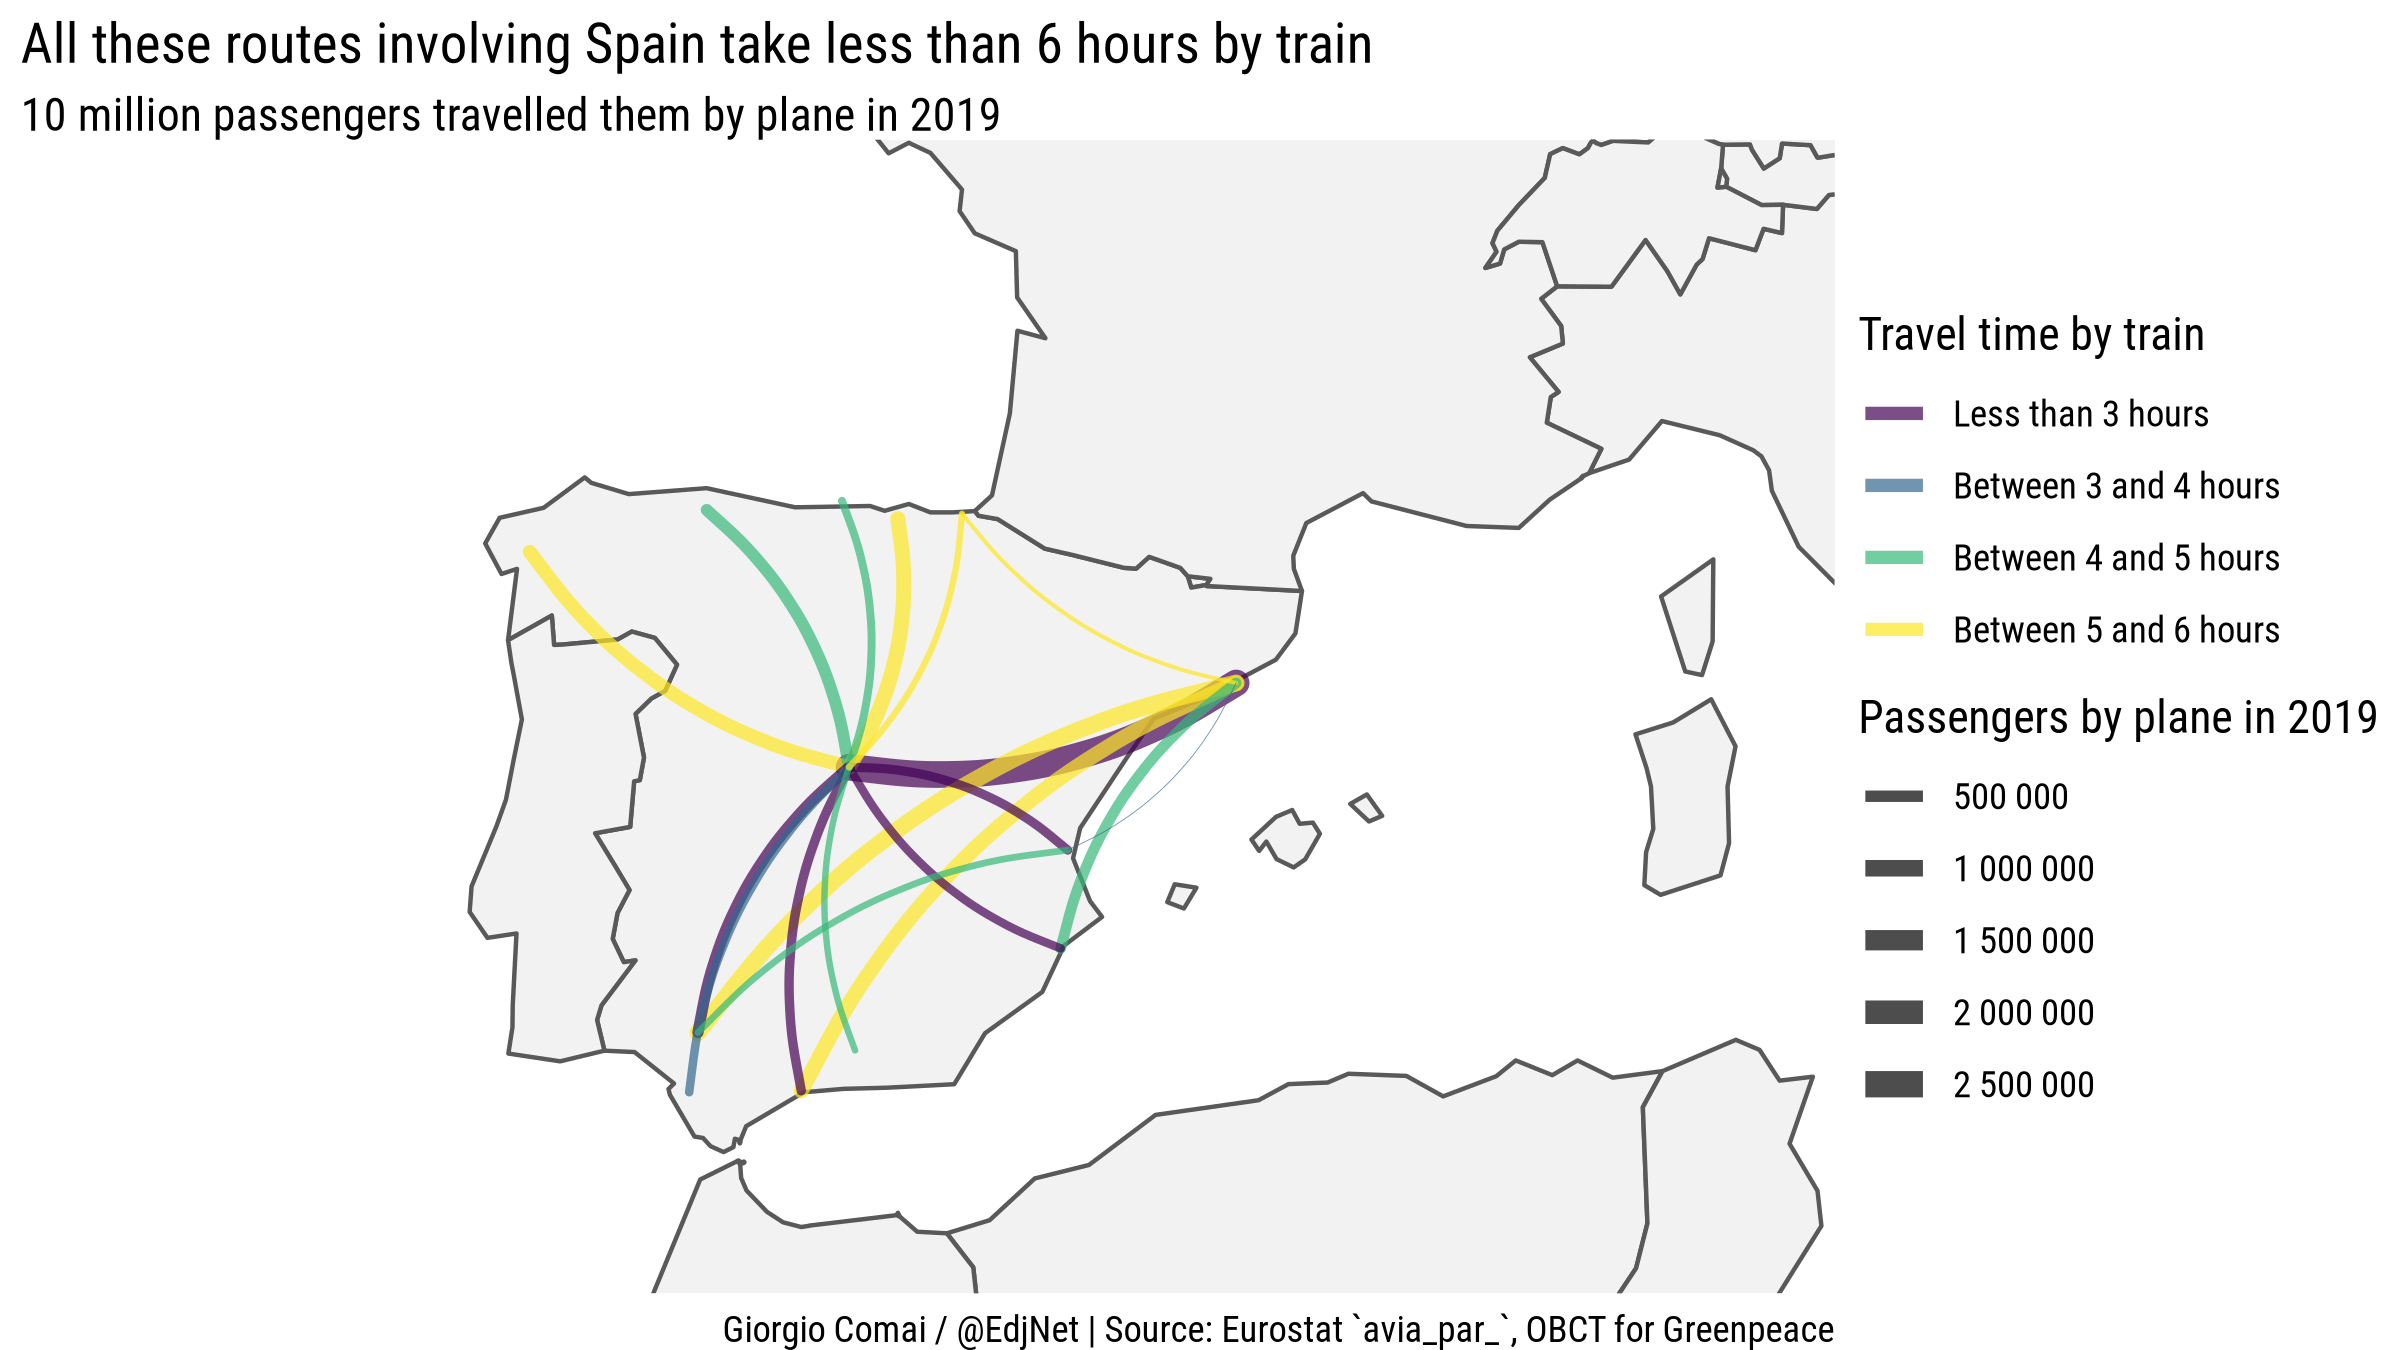 All these routes involving Spain take less than 6 hours by train
10 million passengers travelled them by plane in 2019
Travel time by train
Less than 3 hours
Between 3 and 4 hours
Between 4 and 5 hours
Between 5 and 6 hours
Passengers by plane in 2019
500 000
1 000 000
1 500 000
2 000 000
2 500 000
Giorgio Comai / @EdjNet | Source: Eurostat `avia_par_`, OBCT for Greenpeace